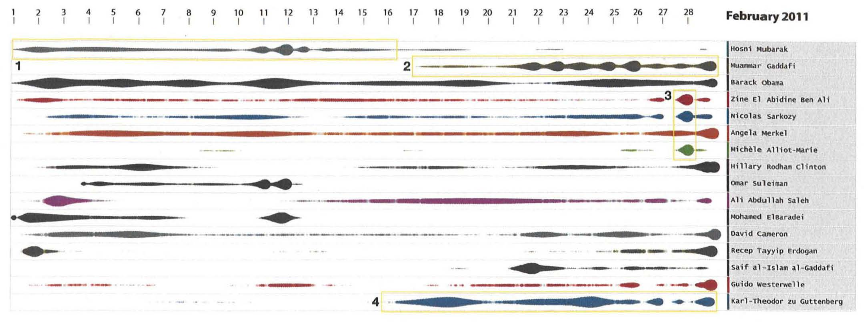 1 2 3 4 5 6 7 8 9 10 11 12 13 14 15 16 17 18 19 20 21 22 23 24 25 26 27 28 February 2011
Hosni Mubarak
1
2 Muammar Gaddafi
Barack Obama
3 Zine El Abidine Ben Ali
Nicolas Sarkozy
Angela Merkel
Michèle Alliot-Marie
Hillary Rodham Clinton
Omar Suleiman
Ali Abdullah Saleh
Mohamed ElBaradei
David Cameron
Recep Tayyip Erdogan
Saif al-Islam al-Gaddafi
Guido Westerwelle
4 Karl-Theodor zu Guttenberg